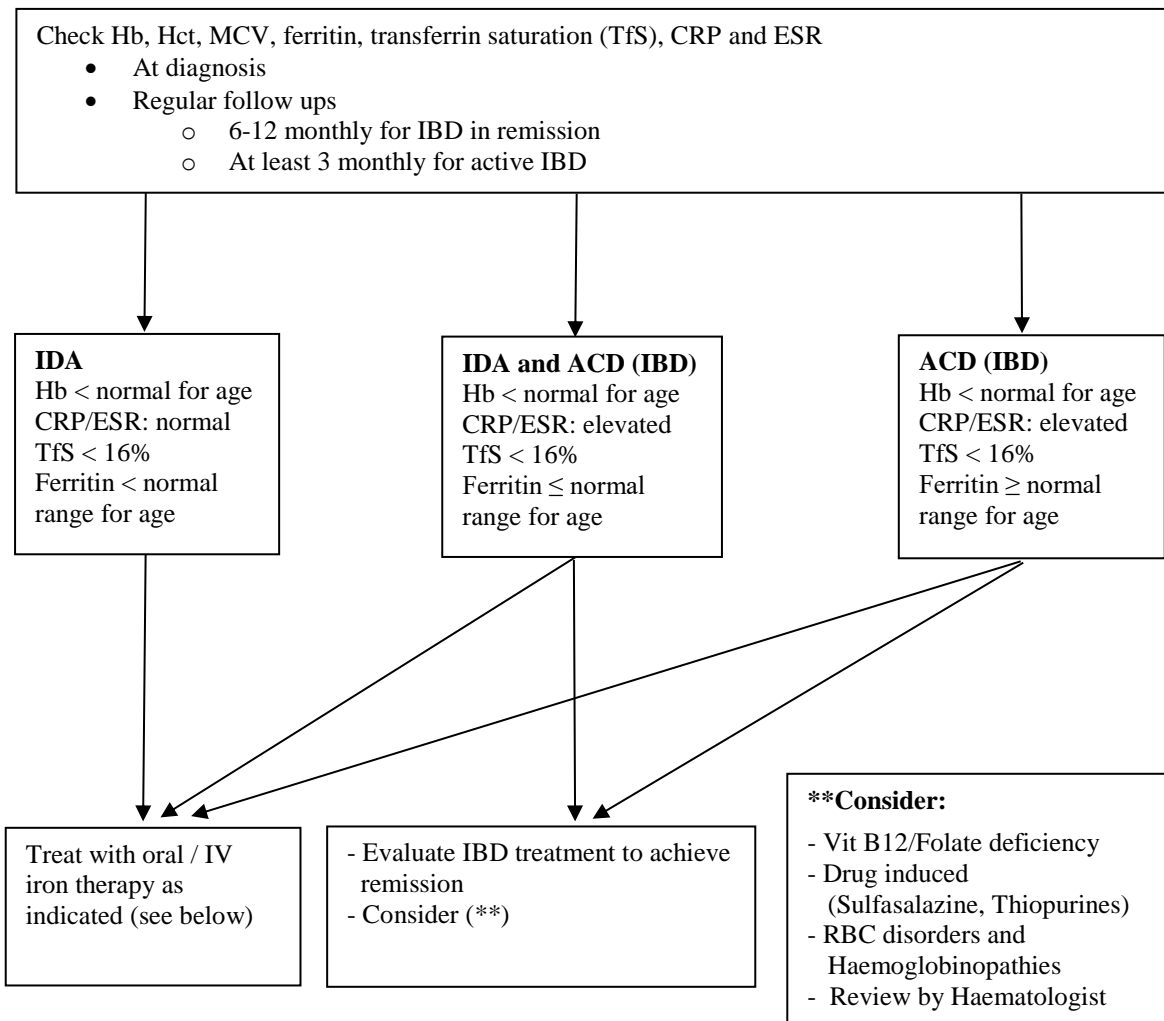 Check Hb, Hct, MCV, ferritin, transferrin saturation (TfS), CRP and ESR
• At diagnosis
• Regular follow ups
o 6-12 monthly for IBD in remission
o At least 3 monthly for active IBD
IDA
Hb < normal for age
CRP/ESR: normal
TfS < 16%
Ferritin < normal
range for age
IDA and ACD (IBD)
Hb < normal for age
CRP/ESR: elevated
TfS < 16%
Ferritin ≤ normal
range for age
ACD (IBD)
Hb < normal for age
CRP/ESR: elevated
TfS < 16%
Ferritin ≥ normal
range for age
Treat with oral / IV
iron therapy as
indicated (see below)
- Evaluate IBD treatment to achieve
remission
- Consider (**)
**Consider:
- Vit B12/Folate deficiency
- Drug induced
(Sulfasalazine, Thiopurines)
- RBC disorders and
Haemoglobinopathies
- Review by Haematologist